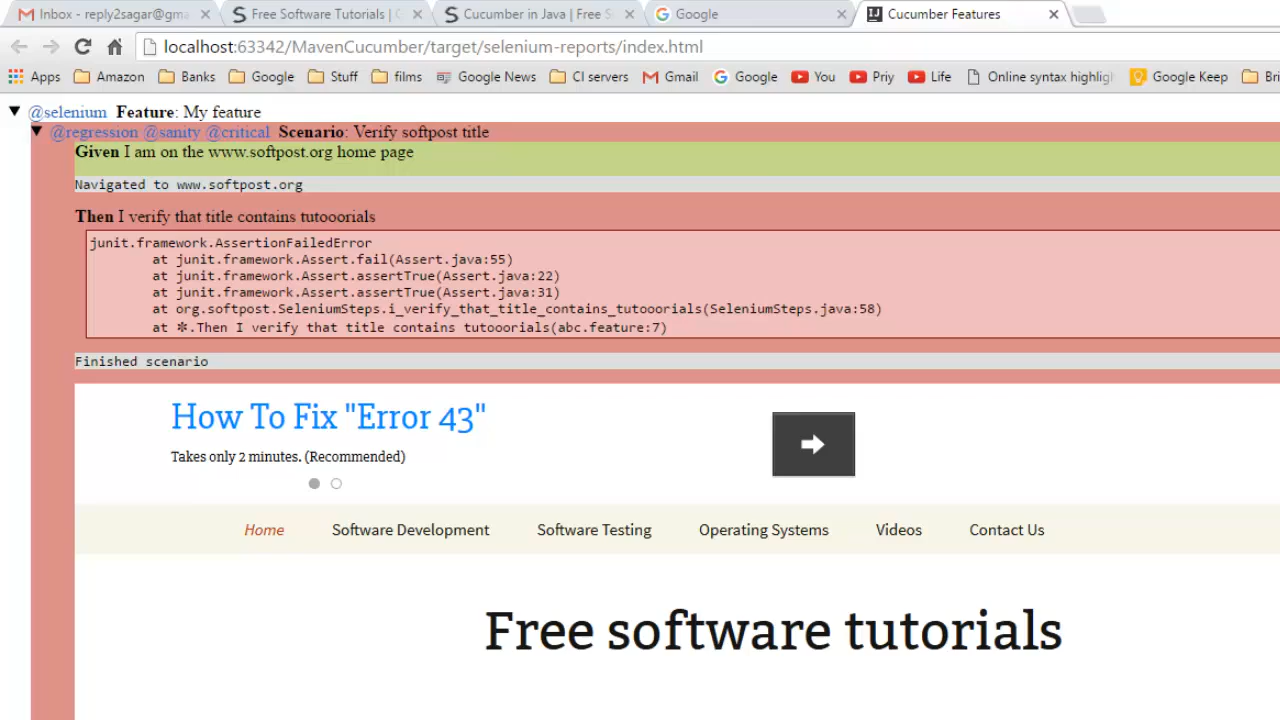 Inbox - reply2sagar@gma
Free Software Tutorials |
Cucumber in Java | Free S
Google
Cucumber Features
localhost:63342/MavenCucumber/target/selenium-reports/index.html
Apps Amazon Banks Google Stuff films Google News CI servers Gmail Google You Priy Life Online syntax highlig Google Keep Bri
@selenium Feature: My feature
@regression @sanity @critical Scenario: Verify softpost title
Given I am on the www.softpost.org home page
Navigated to www.softpost.org
Then I verify that title contains tutooorials
junit.framework.AssertionFailedError
at junit.framework.Assert.fail(Assert.java:55)
at junit.framework.Assert.assertTrue(Assert.java:22)
at junit.framework.Assert.assertTrue(Assert.java:31)
at org.softpost.SeleniumSteps.i_verify_that_title_contains_tutooorials(SeleniumSteps.java:58)
at ✽.Then I verify that title contains tutooorials(abc.feature:7)
Finished scenario
How To Fix "Error 43"
Takes only 2 minutes. (Recommended)
Home Software Development Software Testing Operating Systems Videos Contact Us
Free software tutorials